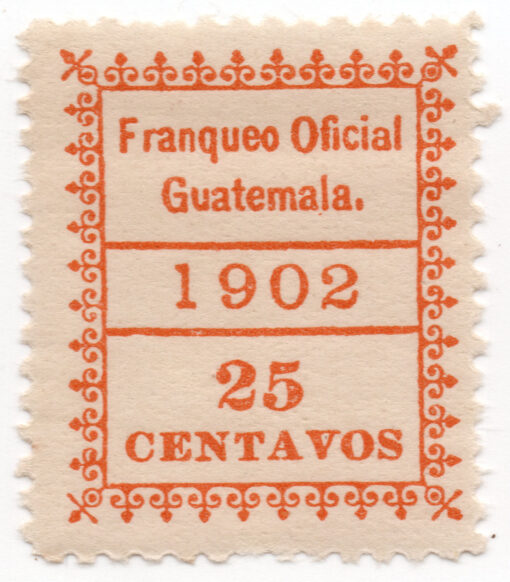 Franqueo Oficial
Guatemala.
1902
25
CENTAVOS